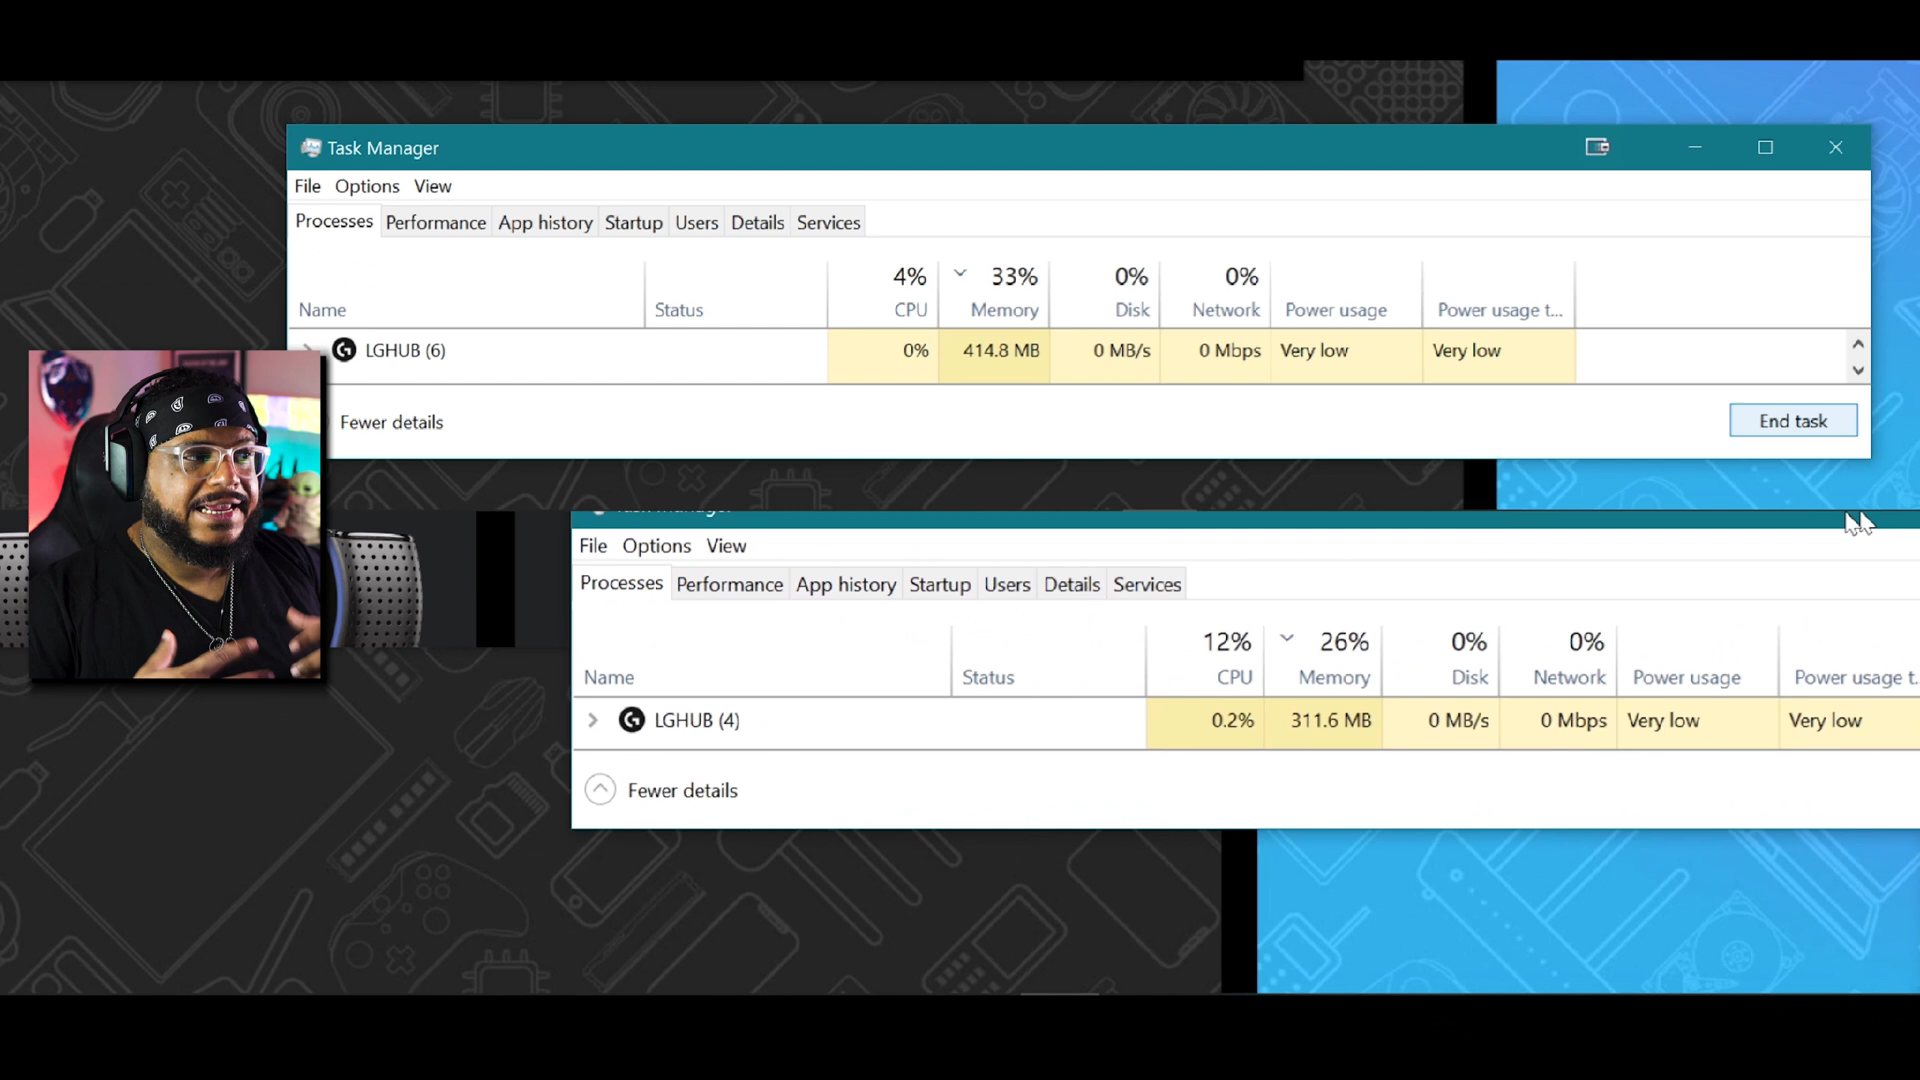 Task Manager
File Options View
Processes Performance App history Startup Users Details Services
4% 33% 0% 0%
Name Status CPU Memory Disk Network Power usage Power usage t...
LGHUB (6) 0% 414.8 MB 0 MB/s 0 Mbps Very low Very low
Fewer details End task
File Options View
Processes Performance App history Startup Users Details Services
12% 26% 0% 0%
Name Status CPU Memory Disk Network Power usage Power usage t...
LGHUB (4) 0.2% 311.6 MB 0 MB/s 0 Mbps Very low Very low
Fewer details